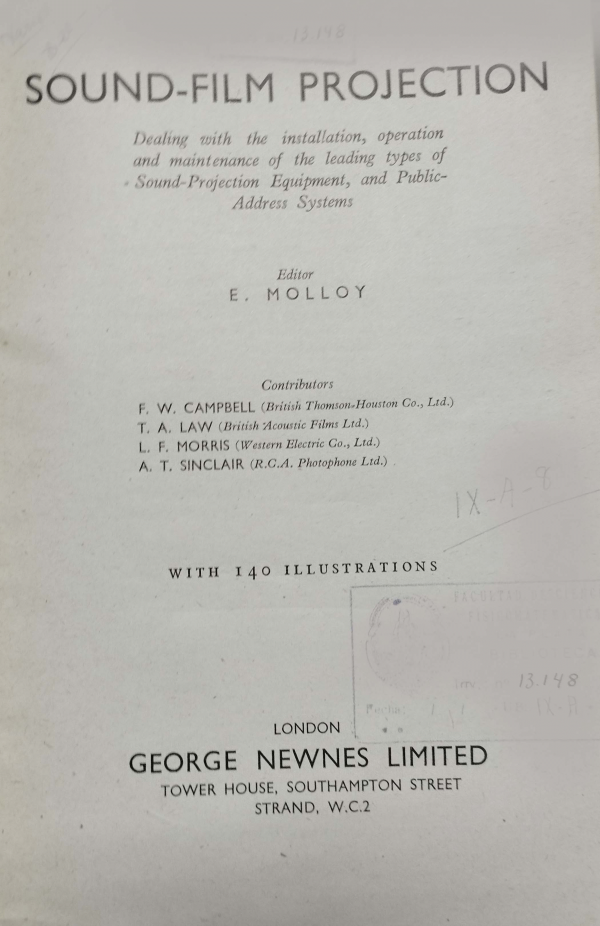 13.148
SOUND-FILM PROJECTION
Dealing with the installation, operation
and maintenance of the leading types of
Sound-Projection Equipment, and Public-
Address Systems
Editor
E. MOLLOY
Contributors
F. W. CAMPBELL (British Thomson-Houston Co., Ltd.)
T. A. LAW (British Acoustic Films Ltd.)
L. F. MORRIS (Western Electric Co., Ltd.)
A. T. SINCLAIR (R.C.A. Photophone Ltd.)
IX-A-8
WITH 140 ILLUSTRATIONS
13.148
LONDON
GEORGE NEWNES LIMITED
TOWER HOUSE, SOUTHAMPTON STREET
STRAND, W.C.2